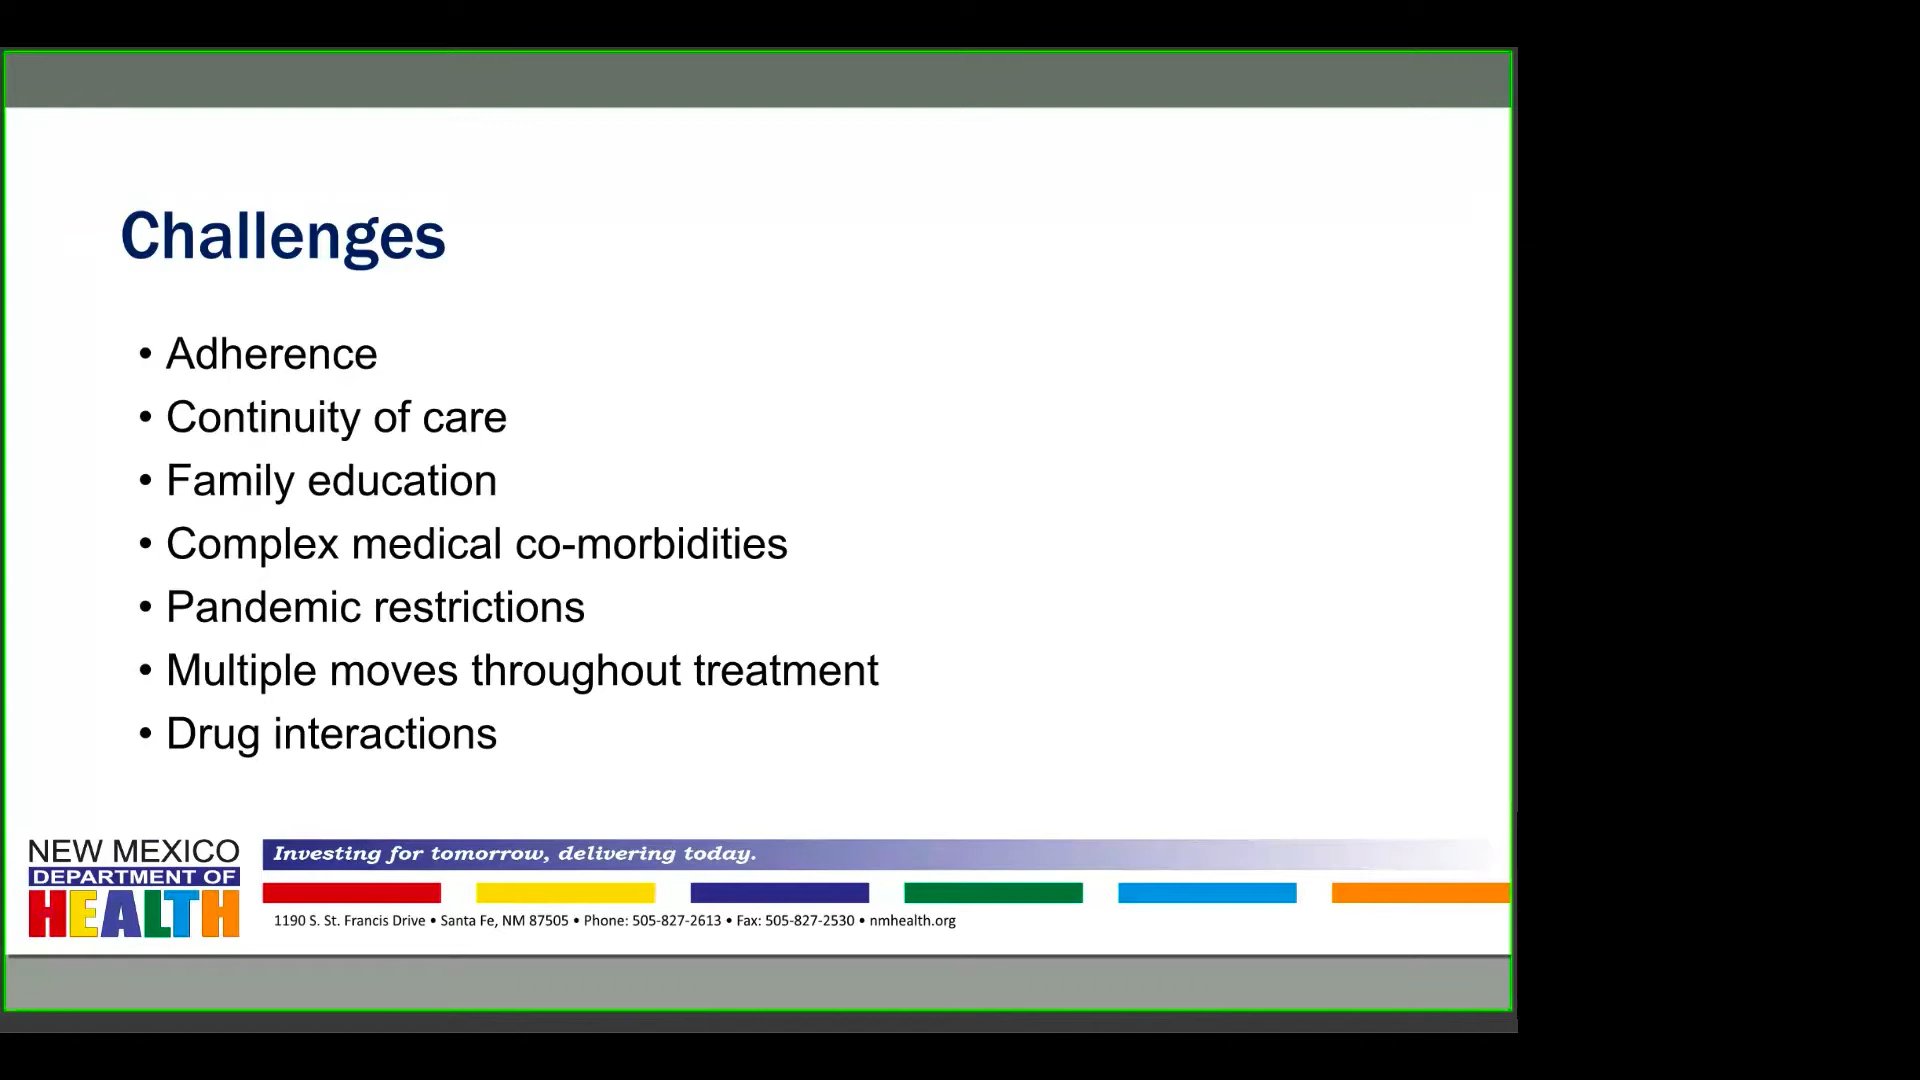 Challenges
• Adherence
• Continuity of care
• Family education
• Complex medical co-morbidities
• Pandemic restrictions
• Multiple moves throughout treatment
• Drug interactions
NEW MEXICO
DEPARTMENT OF
HEALTH
Investing for tomorrow, delivering today.
1190 S. St. Francis Drive • Santa Fe, NM 87505 • Phone: 505-827-2613 • Fax: 505-827-2530 • nmhealth.org